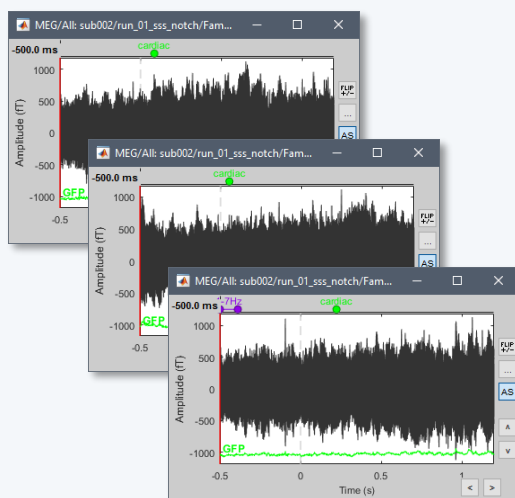 MEG/All: sub002/run_01_sss_notch/Fam...
-500.0 ms
cardiac
1000
500
0
-500
-1000
Amplitude (fT)
GFP
-0.5
FLIP
+/-
...
AS
MEG/All: sub002/run_01_sss_notch/Fam...
-500.0 ms
cardiac
1000
500
0
-500
-1000
Amplitude (fT)
GFP
-0.5
FLIP
+/-
...
AS
MEG/All: sub002/run_01_sss_notch/Fam...
-500.0 ms
-7Hz
cardiac
1000
500
0
-500
-1000
Amplitude (fT)
GFP
-0.5
0
0.5
1
Time (s)
FLIP
+/-
...
AS